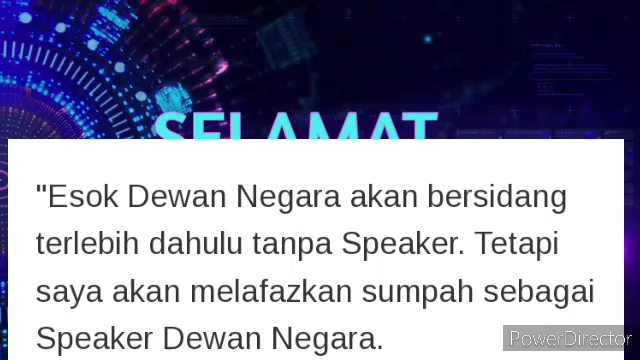 SELAMAT
"Esok Dewan Negara akan bersidang
terlebih dahulu tanpa Speaker. Tetapi
saya akan melafazkan sumpah sebagai
Speaker Dewan Negara.
PowerDirector